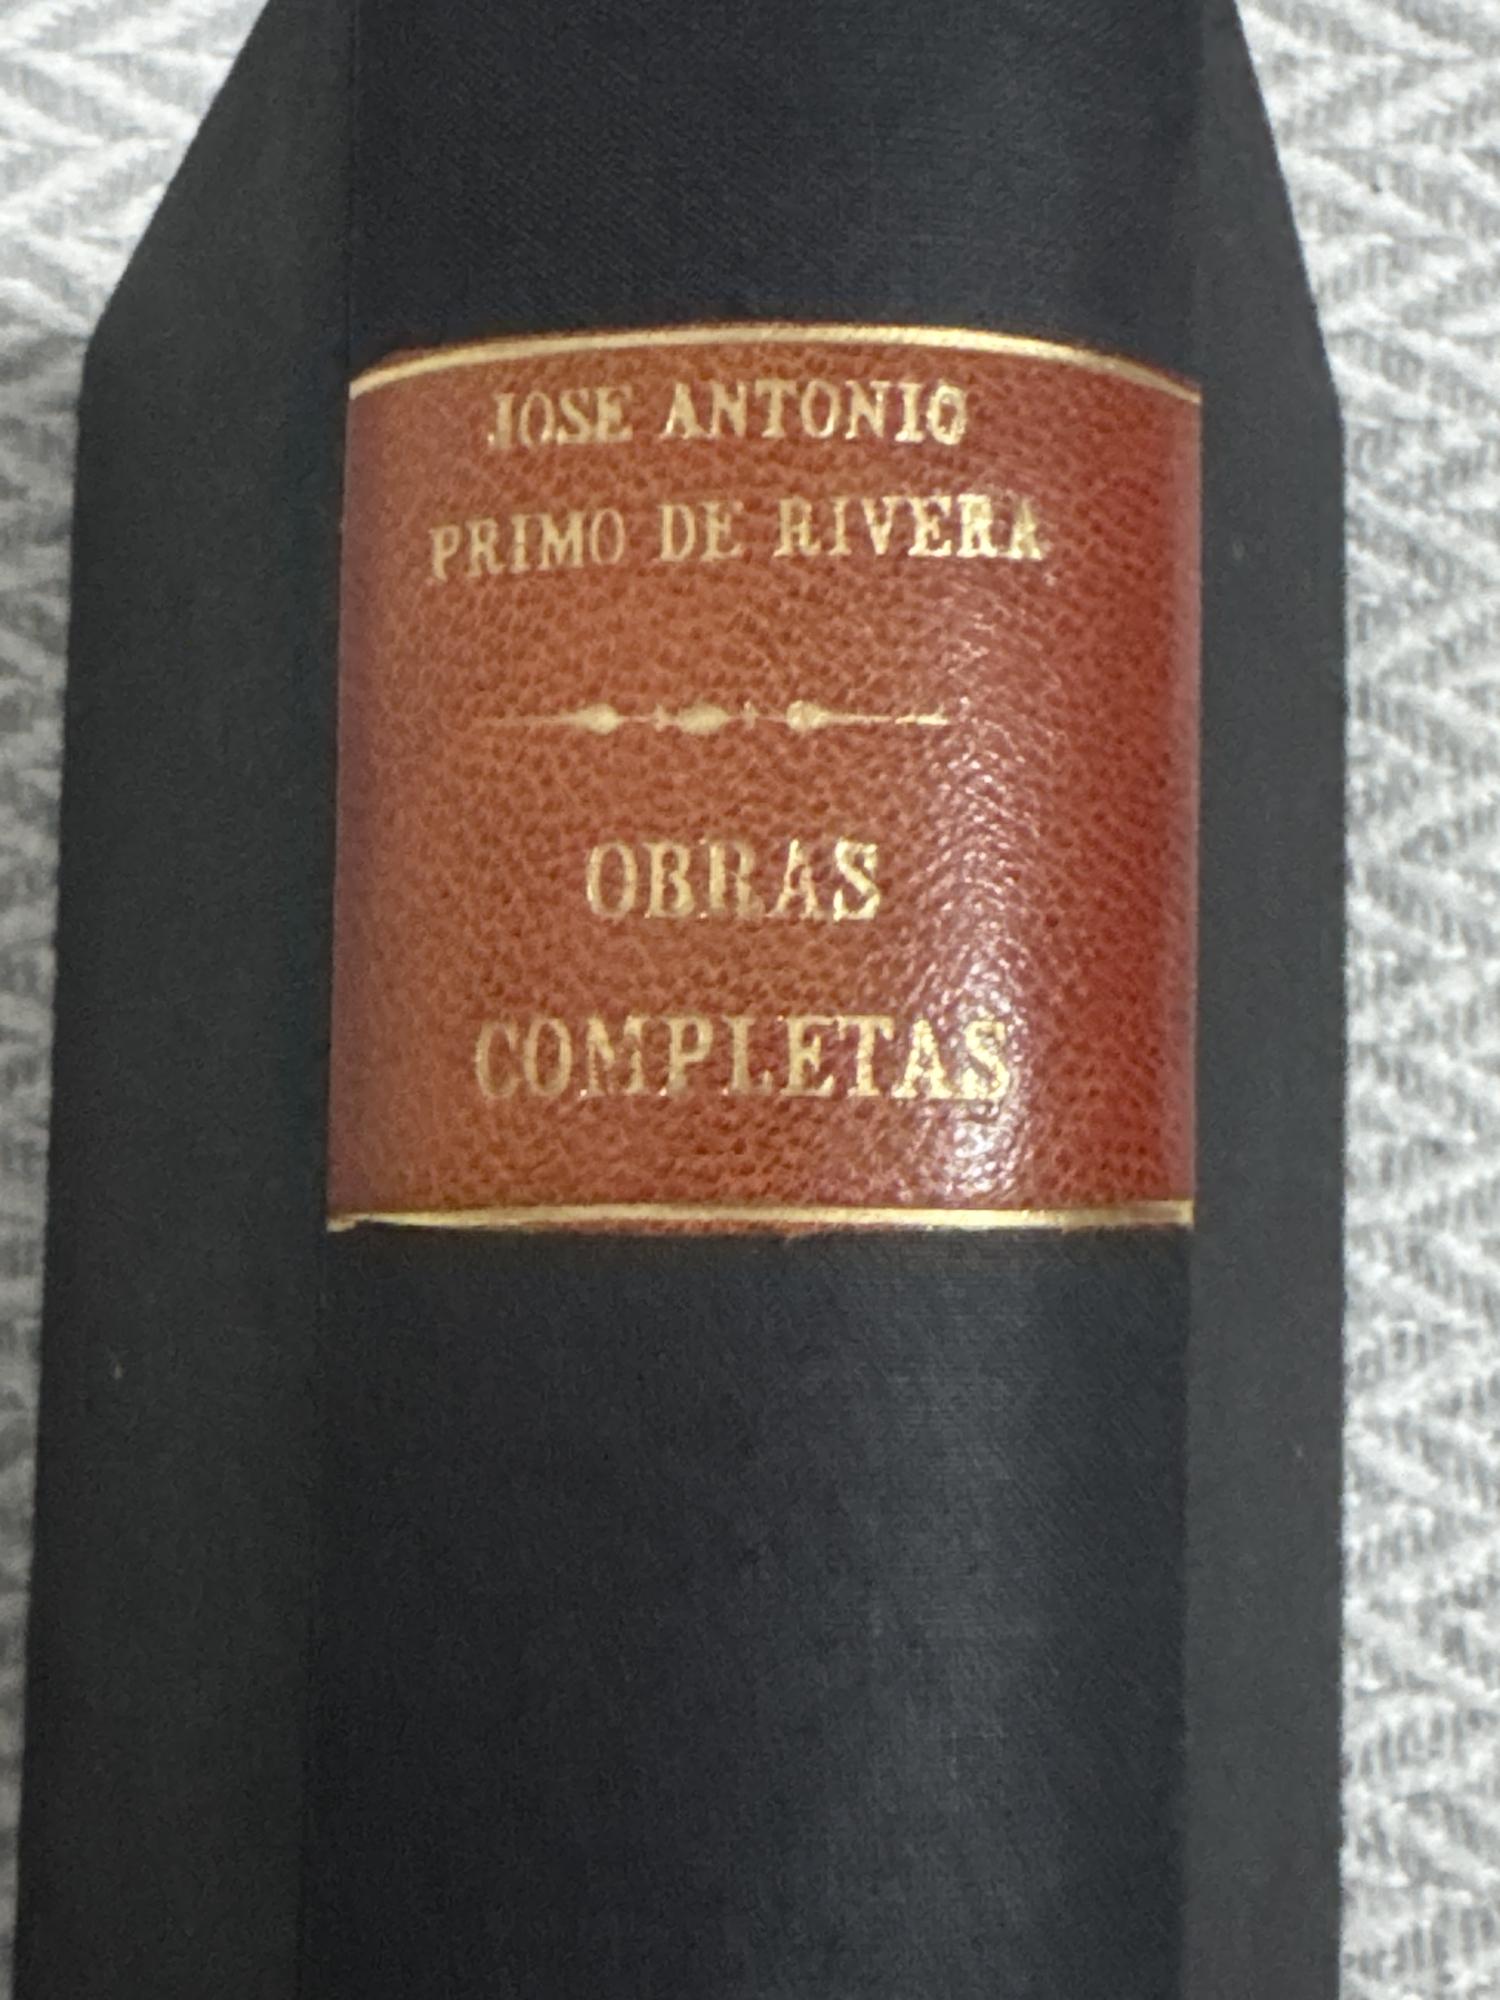 JOSE ANTONIO
PRIMO DE RIVERA
OBRAS
COMPLETAS